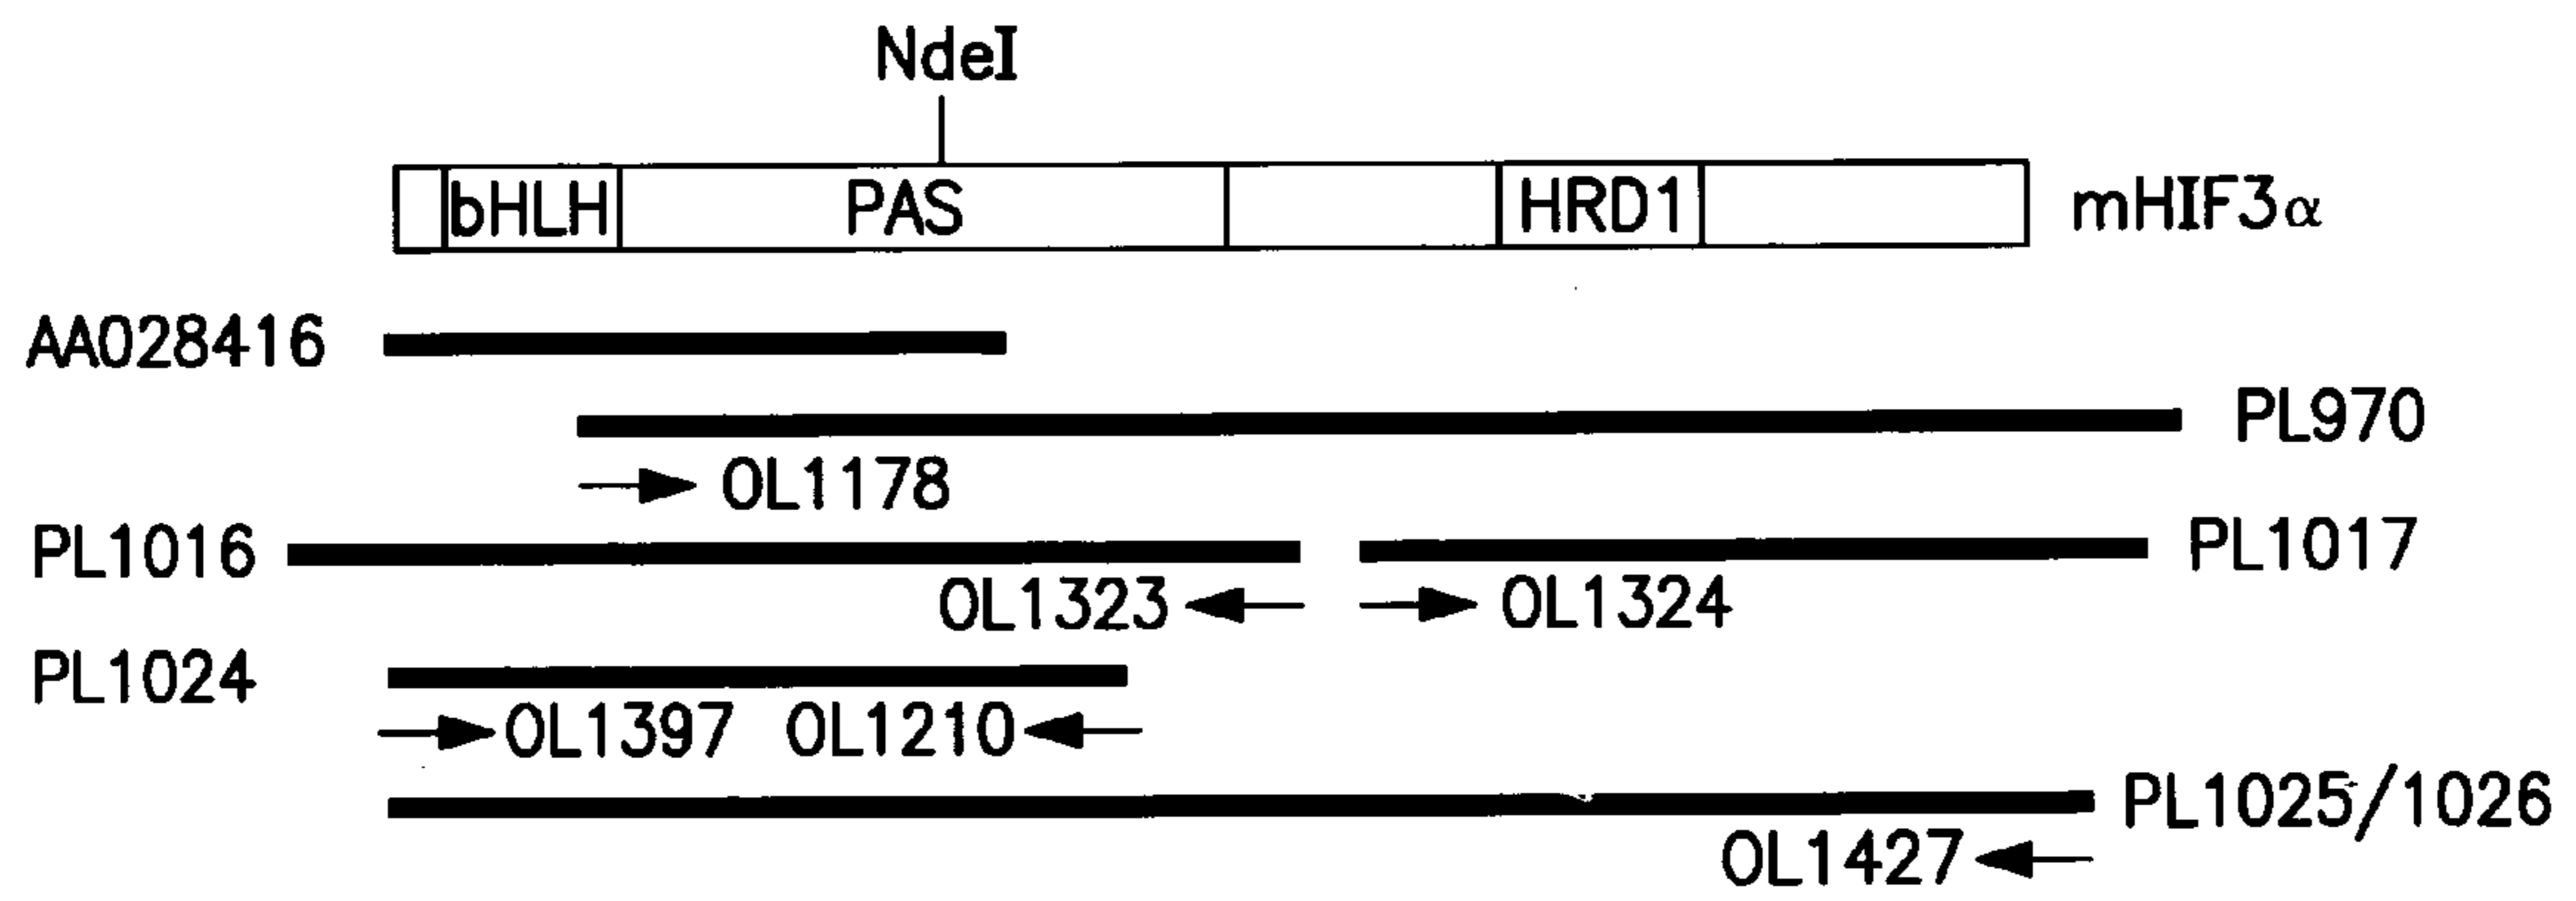 NdeI
bHLH PAS HRD1 mHIF3α
AA028416
PL970
OL1178
PL1016 PL1017
OL1323 OL1324
PL1024
OL1397 OL1210
PL1025/1026
OL1427